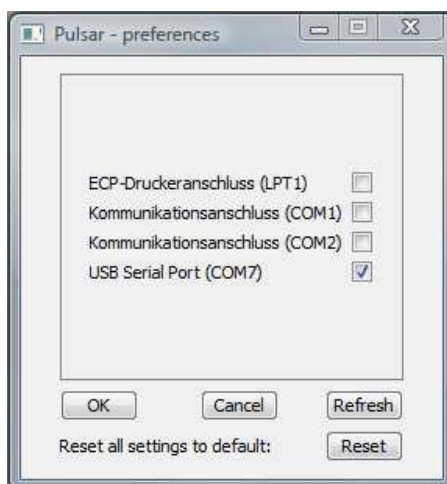 Pulsar - preferences
ECP-Druckeranschluss (LPT1)
Kommunikationsanschluss (COM1)
Kommunikationsanschluss (COM2)
USB Serial Port (COM7)
OK Cancel Refresh
Reset all settings to default: Reset